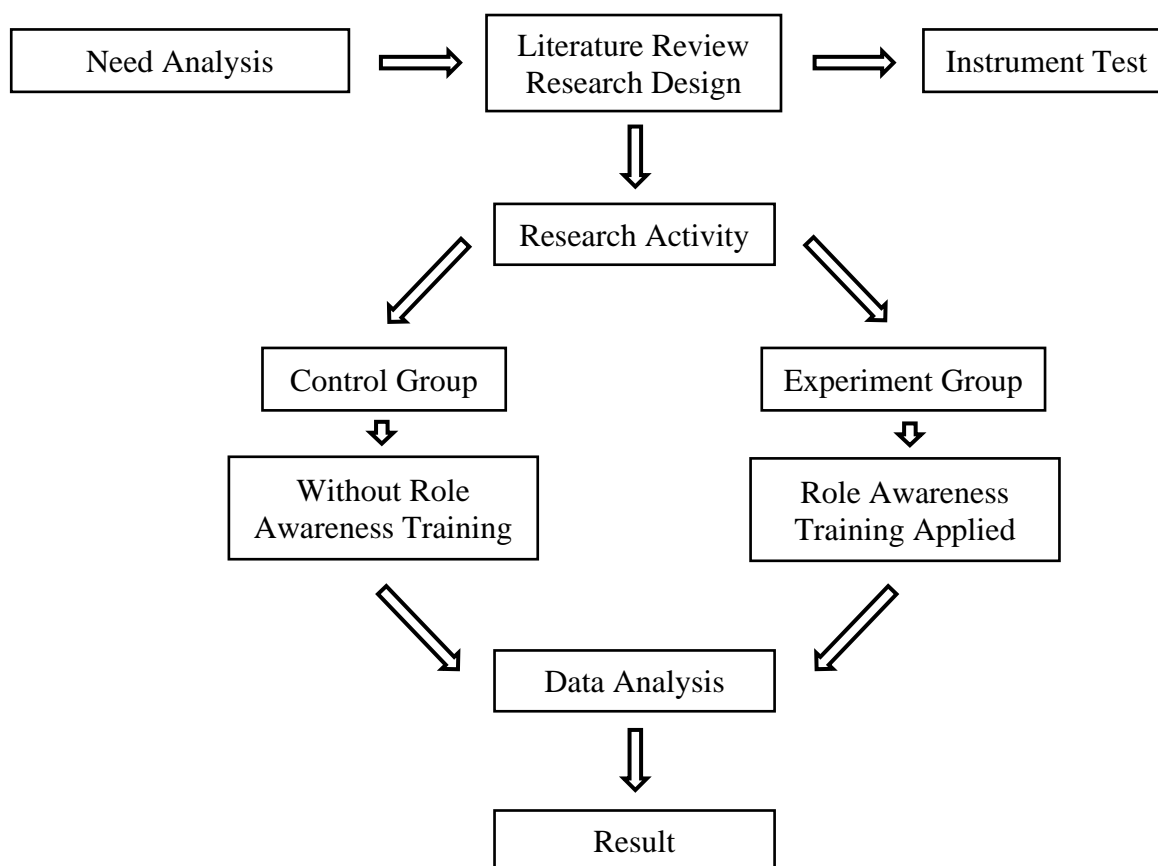 Need Analysis
Literature Review
Research Design
Instrument Test
Research Activity
Control Group
Experiment Group
Without Role
Awareness Training
Role Awareness
Training Applied
Data Analysis
Result